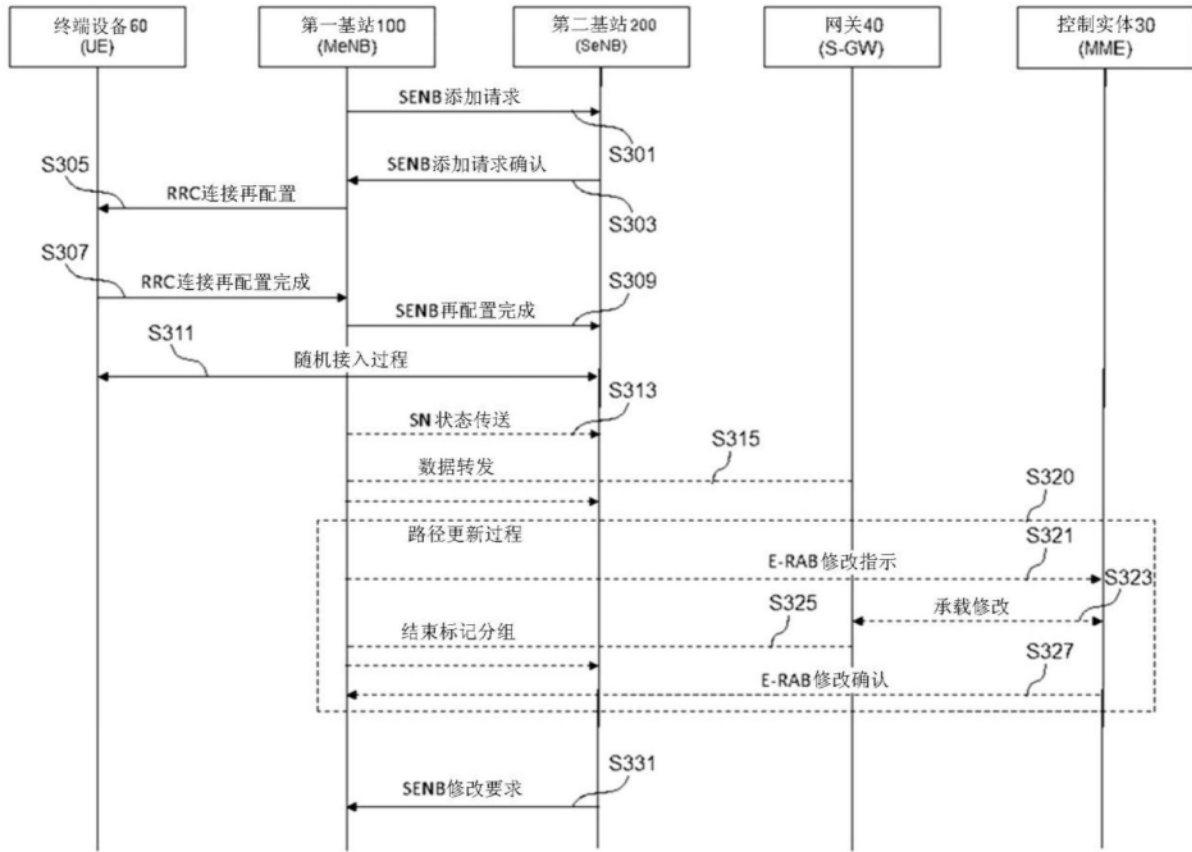 终端设备60
(UE)
第一基站100
(MeNB)
第二基站200
(SeNB)
网关40
(S-GW)
控制实体30
(MME)
SENB添加请求
S301
S305
SENB添加请求确认
RRC连接再配置
S303
S307
RRC连接再配置完成
S309
SENB再配置完成
S311
随机接入过程
S313
SN状态传送
S315
数据转发
S320
路径更新过程
S321
E-RAB修改指示
S323
S325
承载修改
结束标记分组
S327
E-RAB修改确认
S331
SENB修改要求